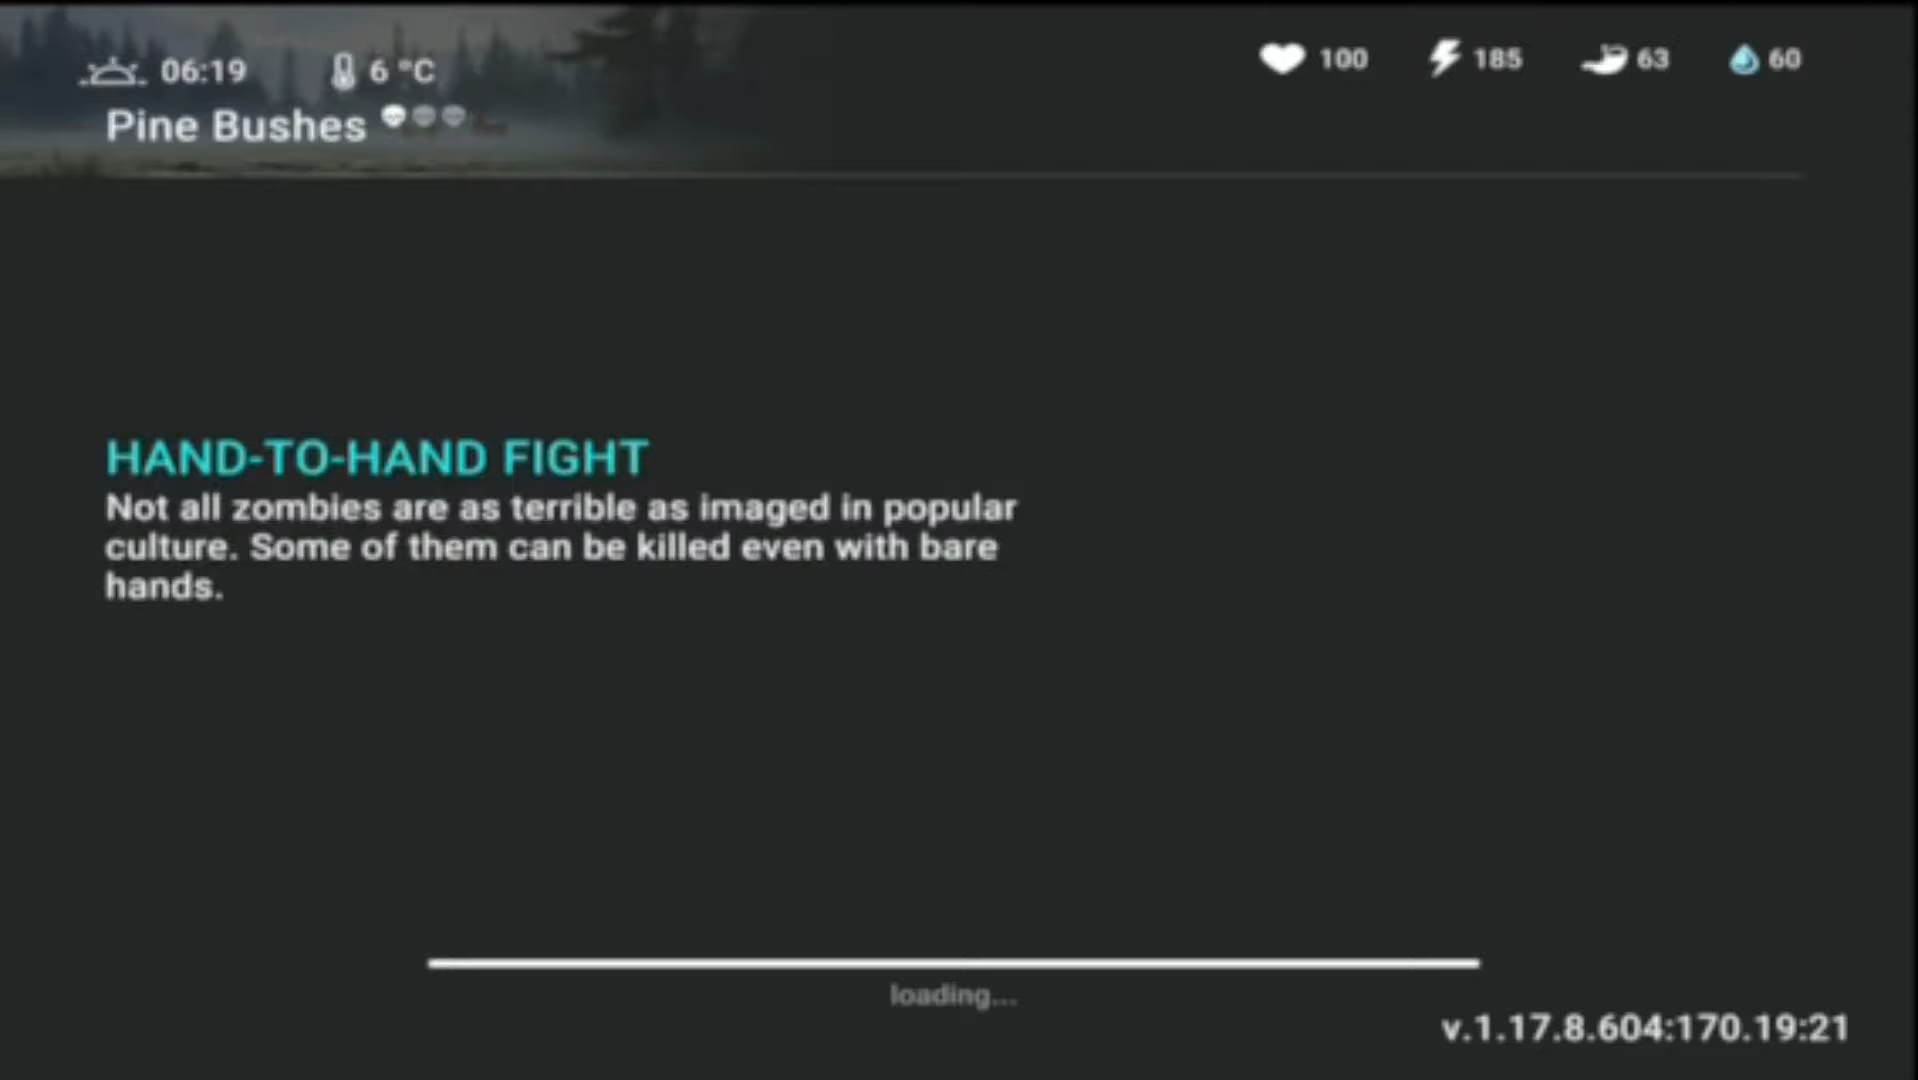 06:19 6 °C 100 185 63 60
Pine Bushes
HAND-TO-HAND FIGHT
Not all zombies are as terrible as imaged in popular
culture. Some of them can be killed even with bare
hands.
loading...
v.1.17.8.604:170.19:21